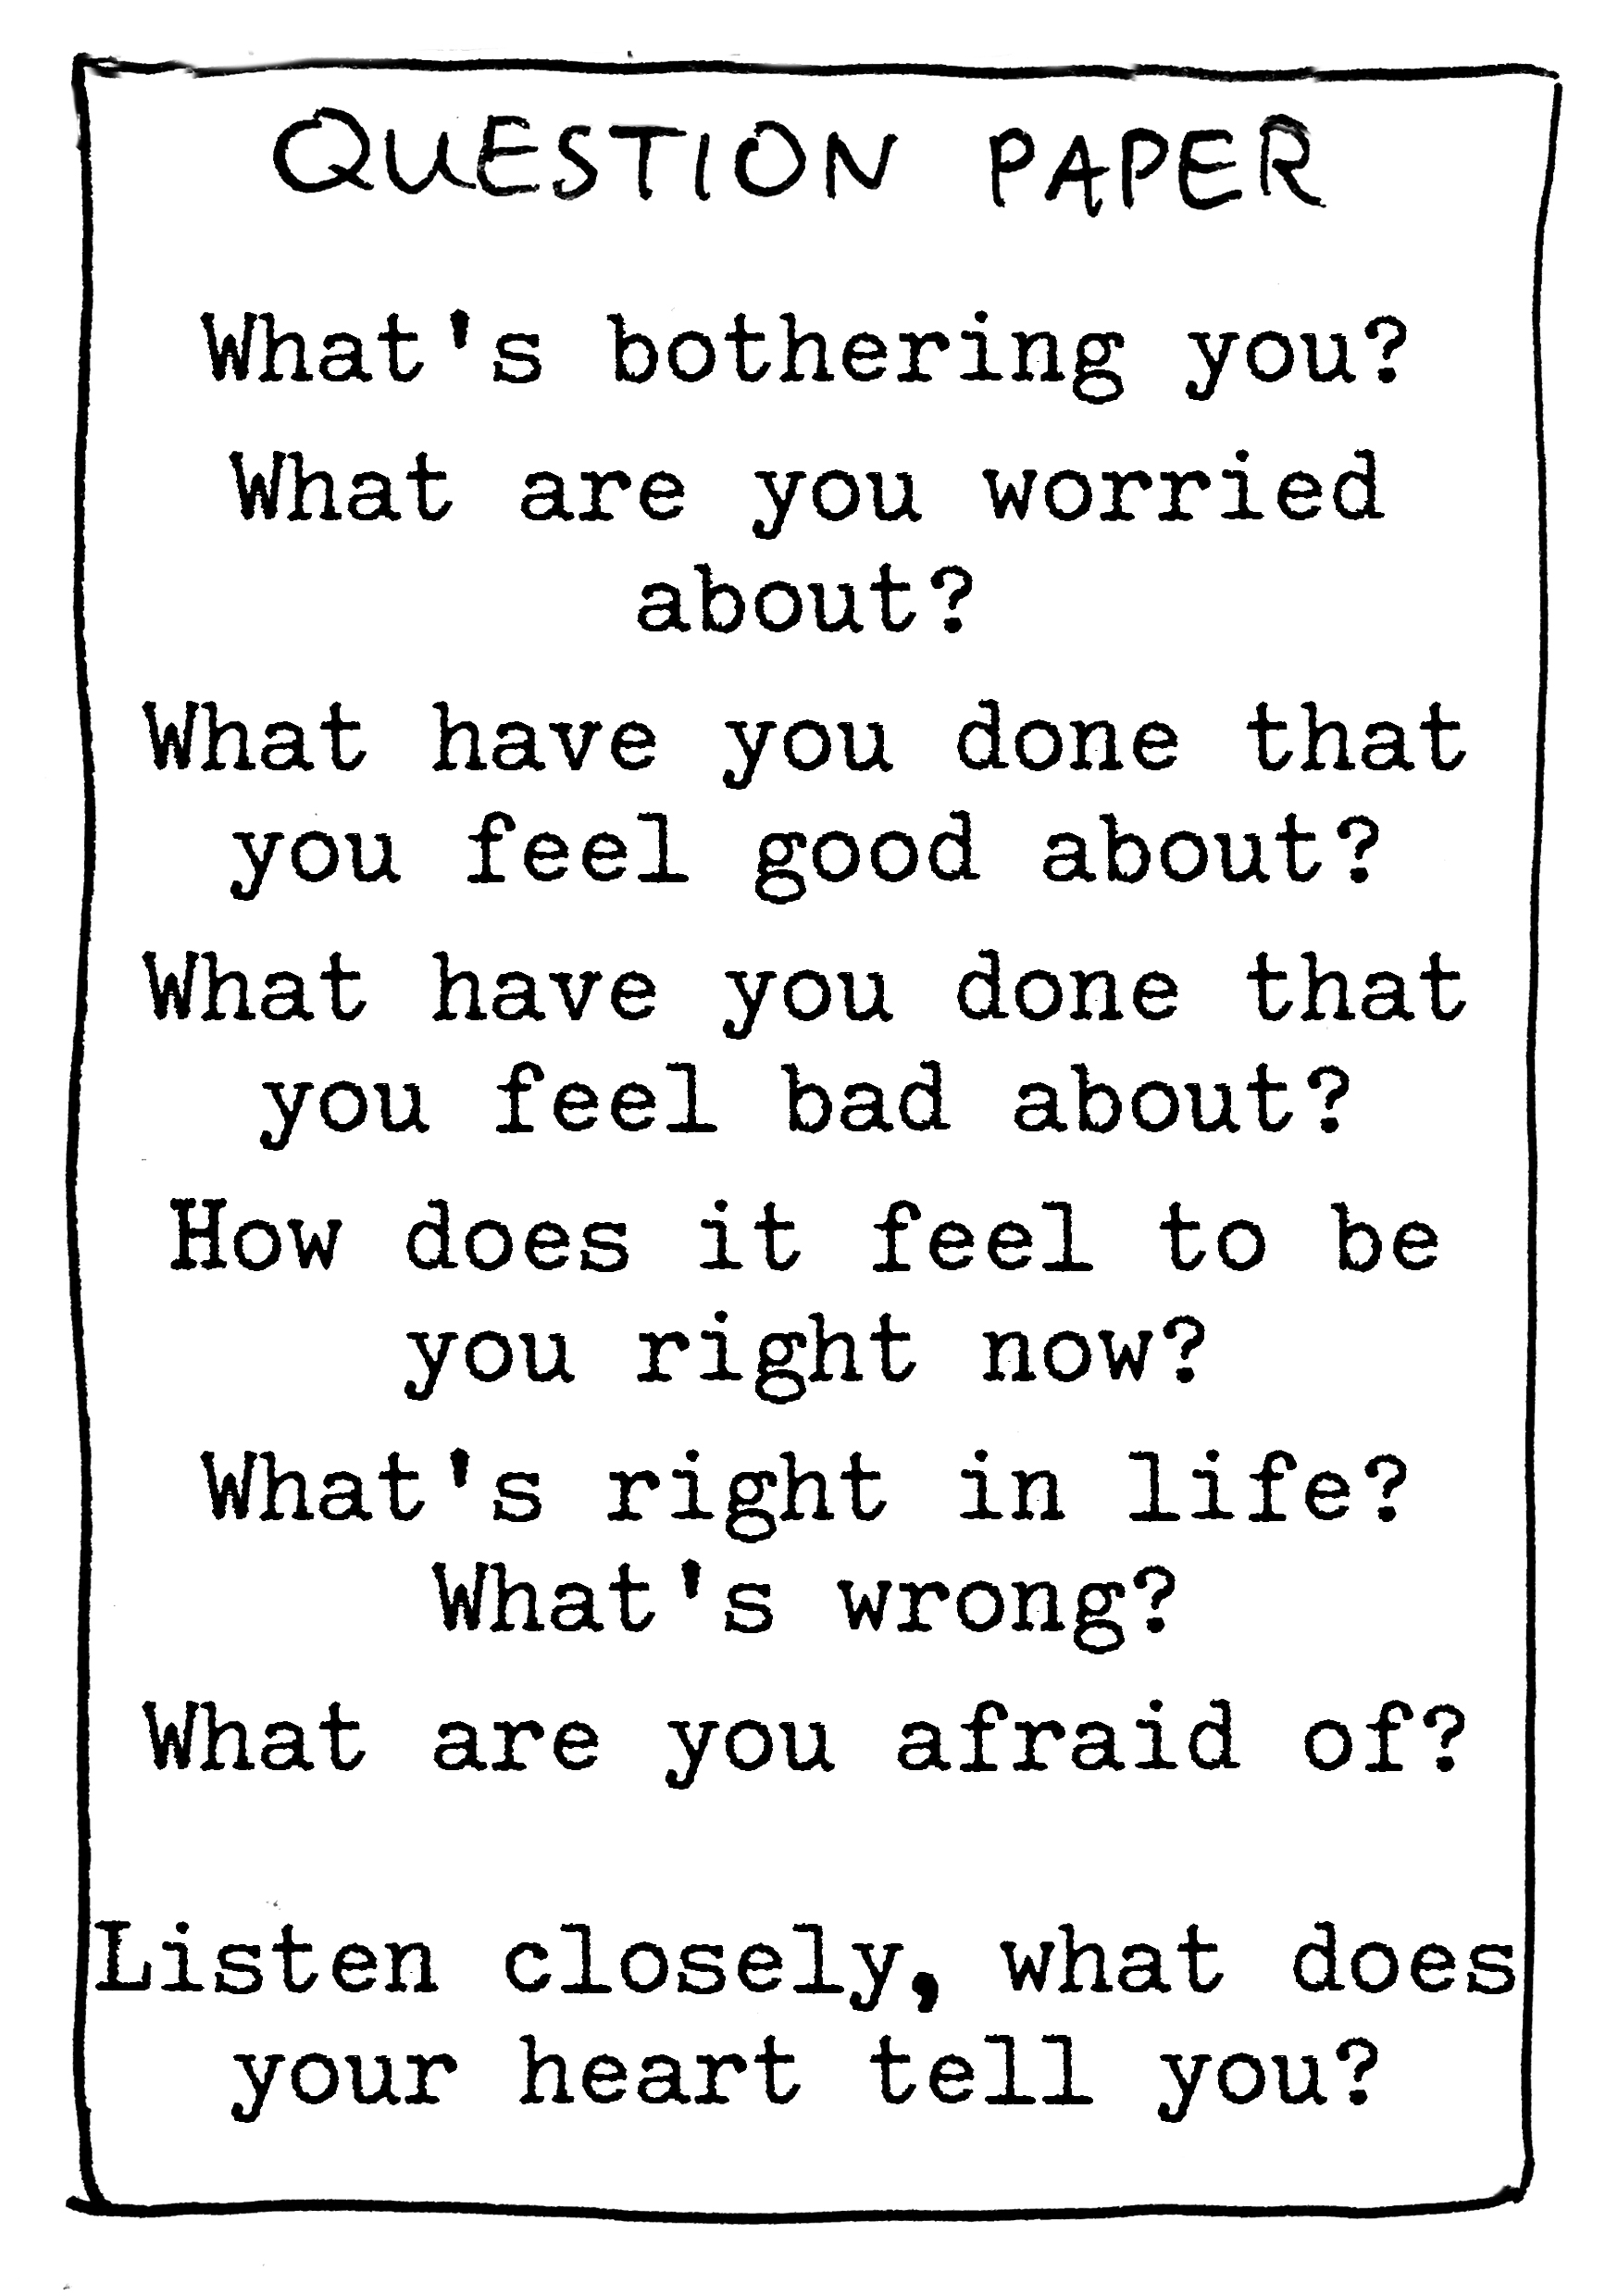 QUESTION PAPER
What's bothering you?
What are you worried
about?
What have you done that
you feel good about?
What have you done that
you feel bad about?
How does it feel to be
you right now?
What's right in life?
What's wrong?
What are you afraid of?
Listen closely, what does
your heart tell you?